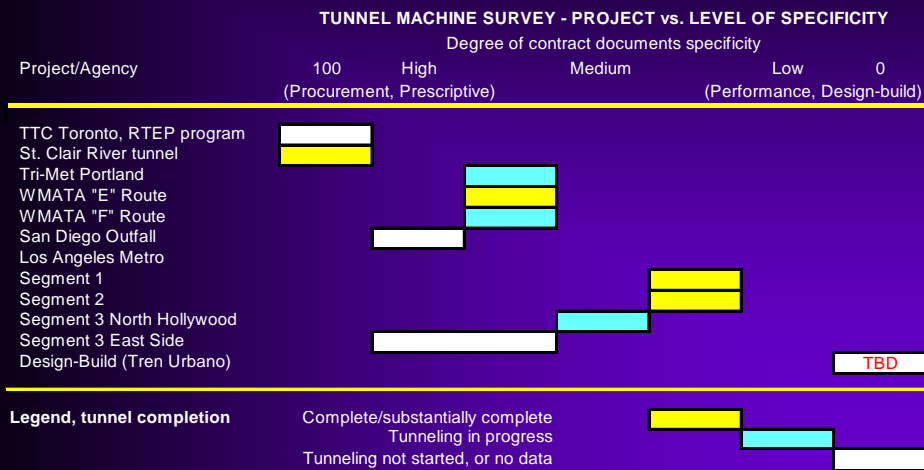 TUNNEL MACHINE SURVEY - PROJECT vs. LEVEL OF SPECIFICITY
Degree of contract documents specificity
Project/Agency 100 High Medium Low 0
(Procurement, Prescriptive) (Performance, Design-build)
TTC Toronto, RTEP program
St. Clair River tunnel
Tri-Met Portland
WMATA "E" Route
WMATA "F" Route
San Diego Outfall
Los Angeles Metro
Segment 1
Segment 2
Segment 3 North Hollywood
Segment 3 East Side
Design-Build (Tren Urbano) TBD
Legend, tunnel completion Complete/substantially complete
Tunneling in progress
Tunneling not started, or no data